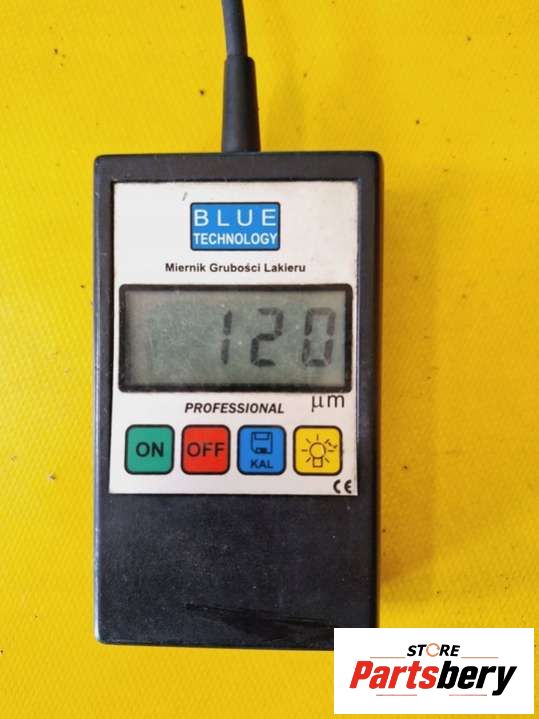 BLUE
TECHNOLOGY
Miernik Grubości Lakieru
120
µm
PROFESSIONAL
ON OFF KAL
CE
STORE
Partsbery